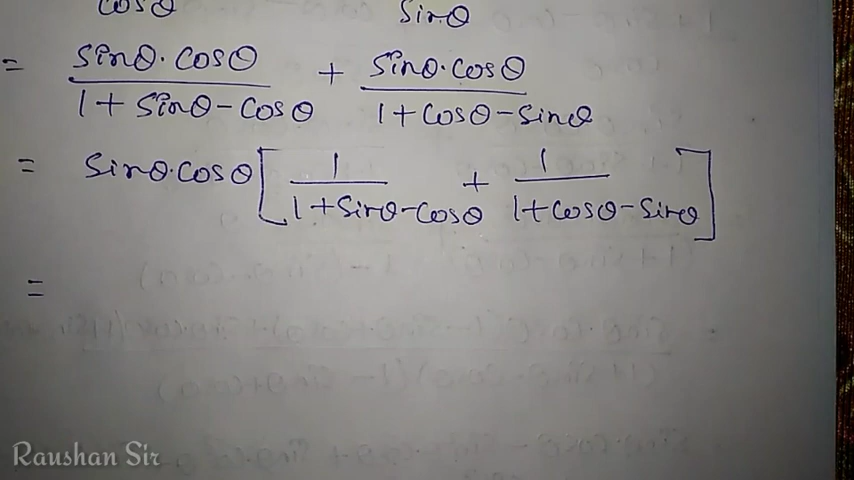 cosθ sinθ
= sinθ.cosθ / 1+sinθ-cosθ + sinθ.cosθ / 1+cosθ-sinθ
= sinθ.cosθ [ 1 / 1+sinθ-cosθ + 1 / 1+cosθ-sinθ ]
=
Raushan Sir